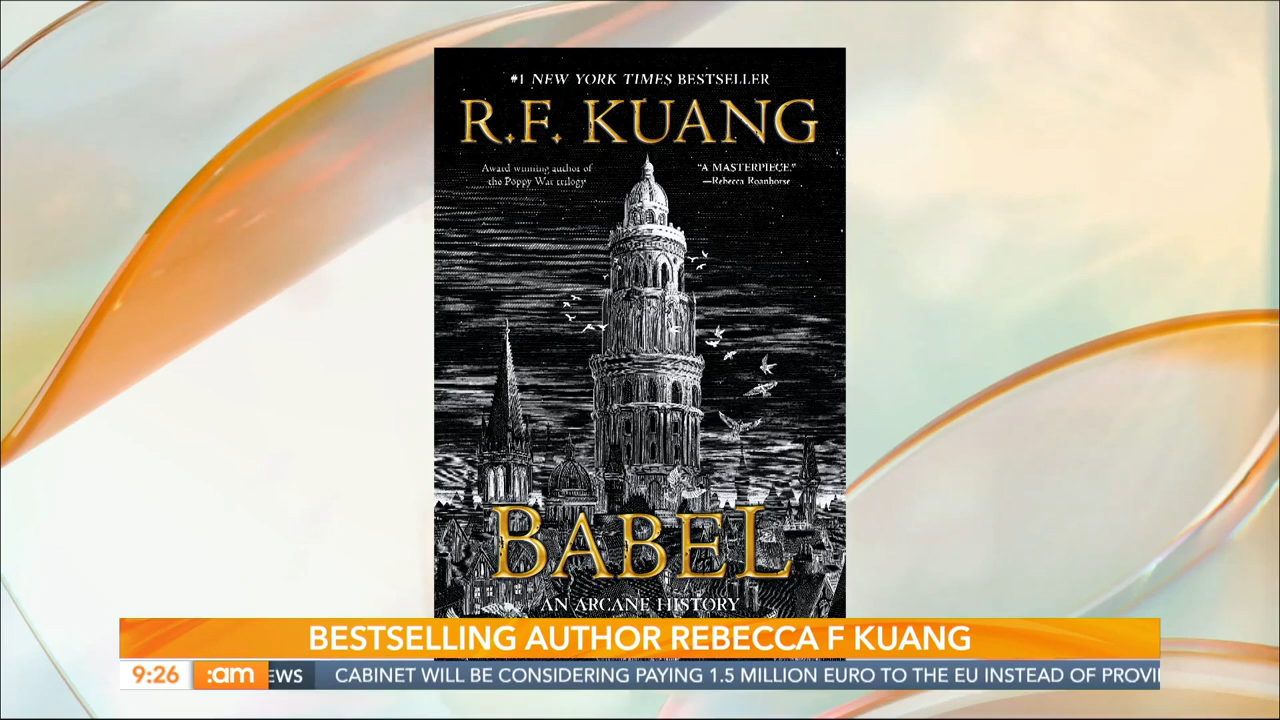 #1 NEW YORK TIMES BESTSELLER
R.F. KUANG
Award-winning author of
the Poppy War trilogy
"A MASTERPIECE."
—Rebecca Roanhorse
BABEL
AN ARCANE HISTORY
BESTSELLING AUTHOR REBECCA F KUANG
9:26 :am EWS CABINET WILL BE CONSIDERING PAYING 1.5 MILLION EURO TO THE EU INSTEAD OF PROVI